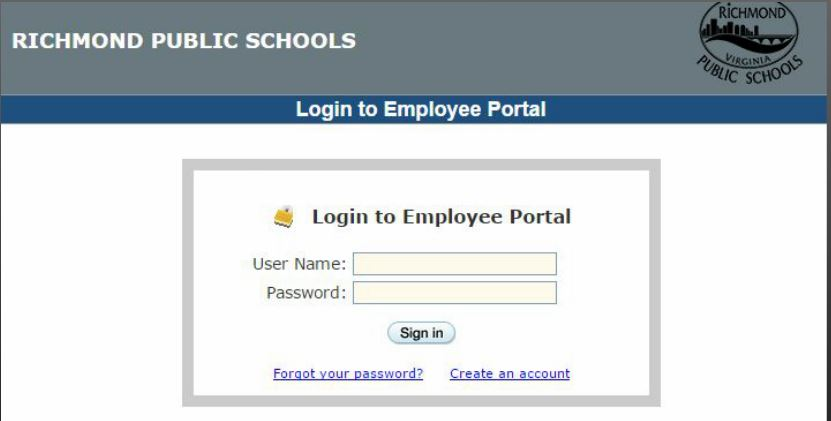 RICHMOND PUBLIC SCHOOLS
RICHMOND
VIRGINIA
PUBLIC SCHOOLS
Login to Employee Portal
Login to Employee Portal
User Name:
Password:
Sign in
Forgot your password? Create an account